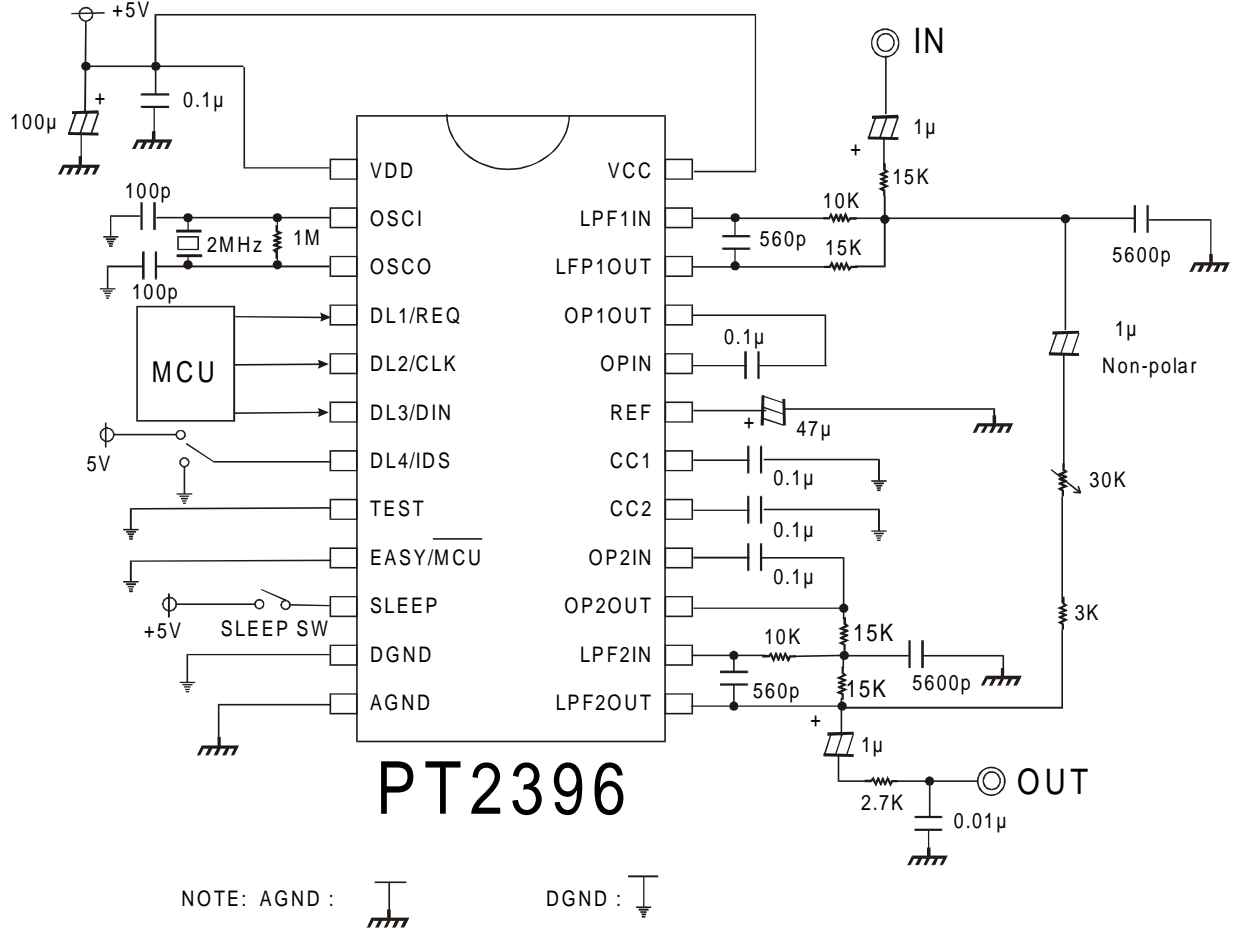 +5V
IN
+
0.1µ
100µ
1µ
+
VDD
VCC
15K
100p
10K
OSCI
LPF1IN
2MHz
1M
560p
15K
5600p
OSCO
LFP1OUT
100p
DL1/REQ
OP1OUT
0.1µ
1µ
Non-polar
MCU
DL2/CLK
OPIN
DL3/DIN
REF
+
47µ
5V
DL4/IDS
CC1
0.1µ
30K
TEST
CC2
0.1µ
EASY/MCU
OP2IN
0.1µ
SLEEP
OP2OUT
3K
+5V
SLEEP SW
10K
15K
DGND
LPF2IN
560p
15K
5600p
AGND
LPF2OUT
+
1µ
PT2396
2.7K
OUT
0.01µ
NOTE: AGND :
DGND :